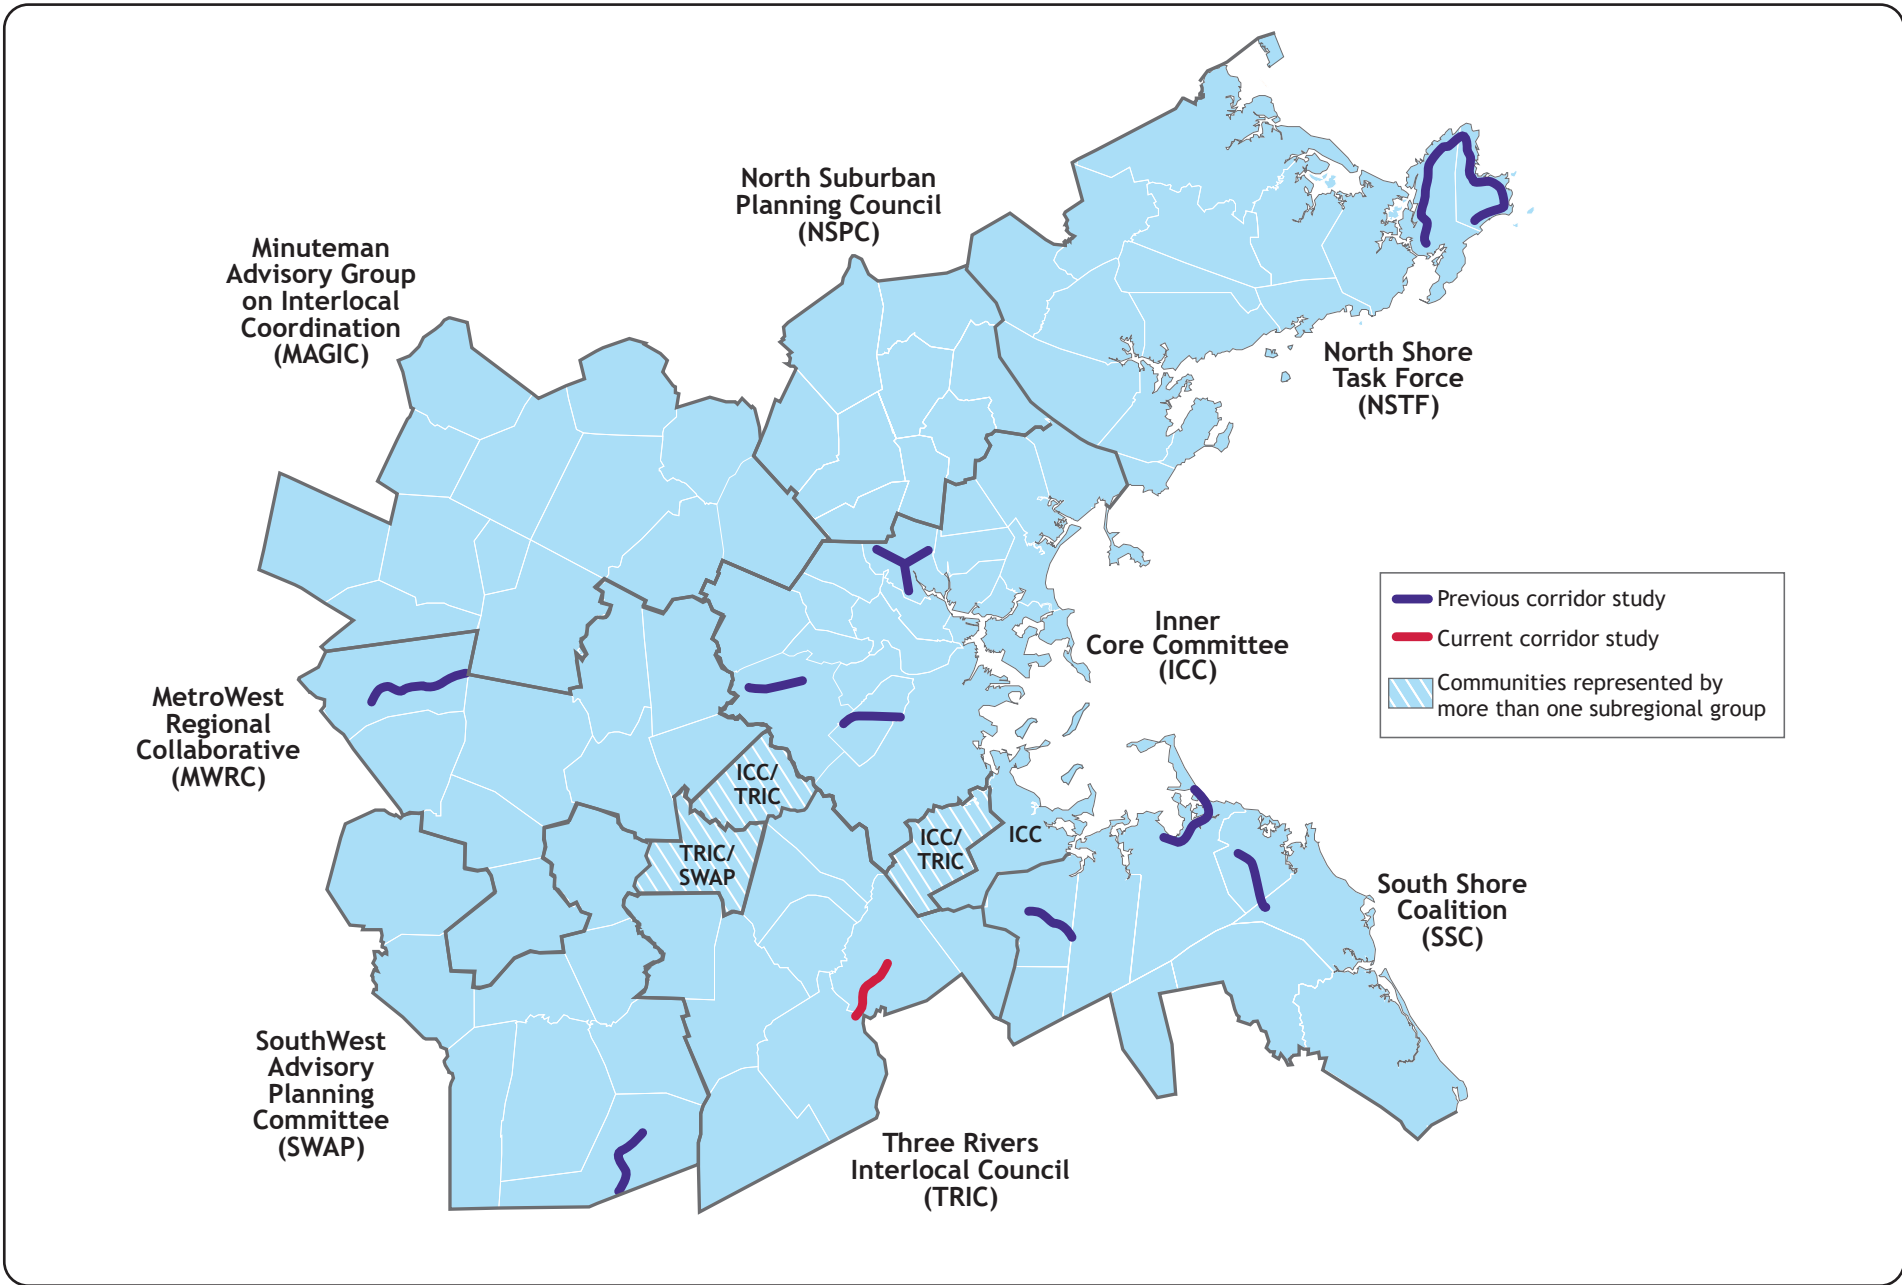 North Suburban
Planning Council
(NSPC)
Minuteman
Advisory Group
on Interlocal
Coordination
(MAGIC)
North Shore
Task Force
(NSTF)
Previous corridor study
Current corridor study
Communities represented by
more than one subregional group
Inner
Core Committee
(ICC)
MetroWest
Regional
Collaborative
(MWRC)
ICC/
TRIC
ICC/
TRIC
ICC
TRIC/
SWAP
South Shore
Coalition
(SSC)
SouthWest
Advisory
Planning
Committee
(SWAP)
Three Rivers
Interlocal Council
(TRIC)